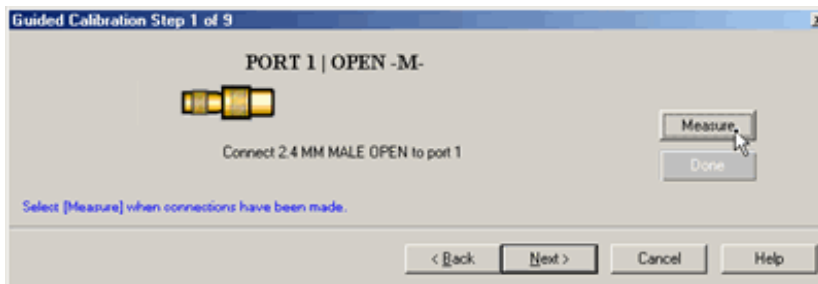 Guided Calibration Step 1 of 9
PORT 1 | OPEN -M-
Measure
Connect 2.4 MM MALE OPEN to port 1
Done
Select [Measure] when connections have been made.
< Back
Next >
Cancel
Help